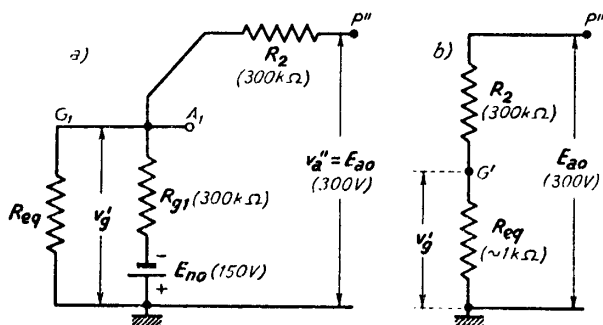 a)
R2
(300kΩ)
P"
G1
A1
Req
vg'
Rg1 (300kΩ)
va" = Eao
(300V)
-
Eno (150V)
+
b)
P"
R2
(300kΩ)
Eao
(300V)
G'
vg'
Req
(~1kΩ)